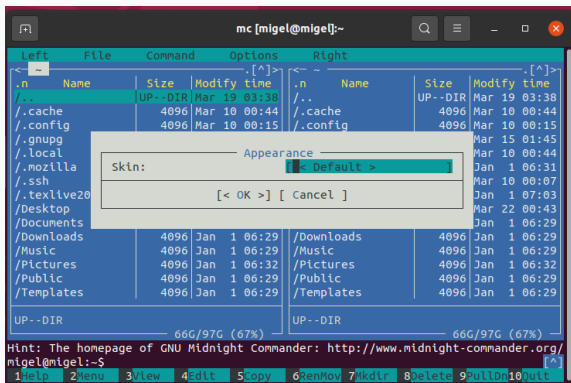 mc [migel@migel]:~
Left File Command Options Right
<- ~ .[^]> <- ~ .[^]>
.n Name Size Modify time .n Name Size Modify time
/.. UP--DIR Mar 19 03:38 /.. UP--DIR Mar 19 03:38
/.cache 4096 Mar 10 00:44 /.cache 4096 Mar 10 00:44
/.config 4096 Mar 10 00:15 /.config 4096 Mar 10 00:15
/.gnupg Mar 15 01:45
/.local Appearance Mar 10 00:44
/.mozilla Skin: [ < Default > ] Jan 1 06:31
/.ssh Mar 10 00:07
/.texlive20 [< OK >] [ Cancel ] Jan 1 07:03
/Desktop Mar 22 00:43
/Documents Jan 1 06:29
/Downloads 4096 Jan 1 06:29 /Downloads 4096 Jan 1 06:29
/Music 4096 Jan 1 06:29 /Music 4096 Jan 1 06:29
/Pictures 4096 Jan 1 06:32 /Pictures 4096 Jan 1 06:32
/Public 4096 Jan 1 06:29 /Public 4096 Jan 1 06:29
/Templates 4096 Jan 1 06:29 /Templates 4096 Jan 1 06:29
UP--DIR UP--DIR
66G/97G (67%) 66G/97G (67%)
Hint: The homepage of GNU Midnight Commander: http://www.midnight-commander.org/
migel@migel:~$ [^]
1Help 2Menu 3View 4Edit 5Copy 6RenMov 7Mkdir 8Delete 9PullDn 10Quit